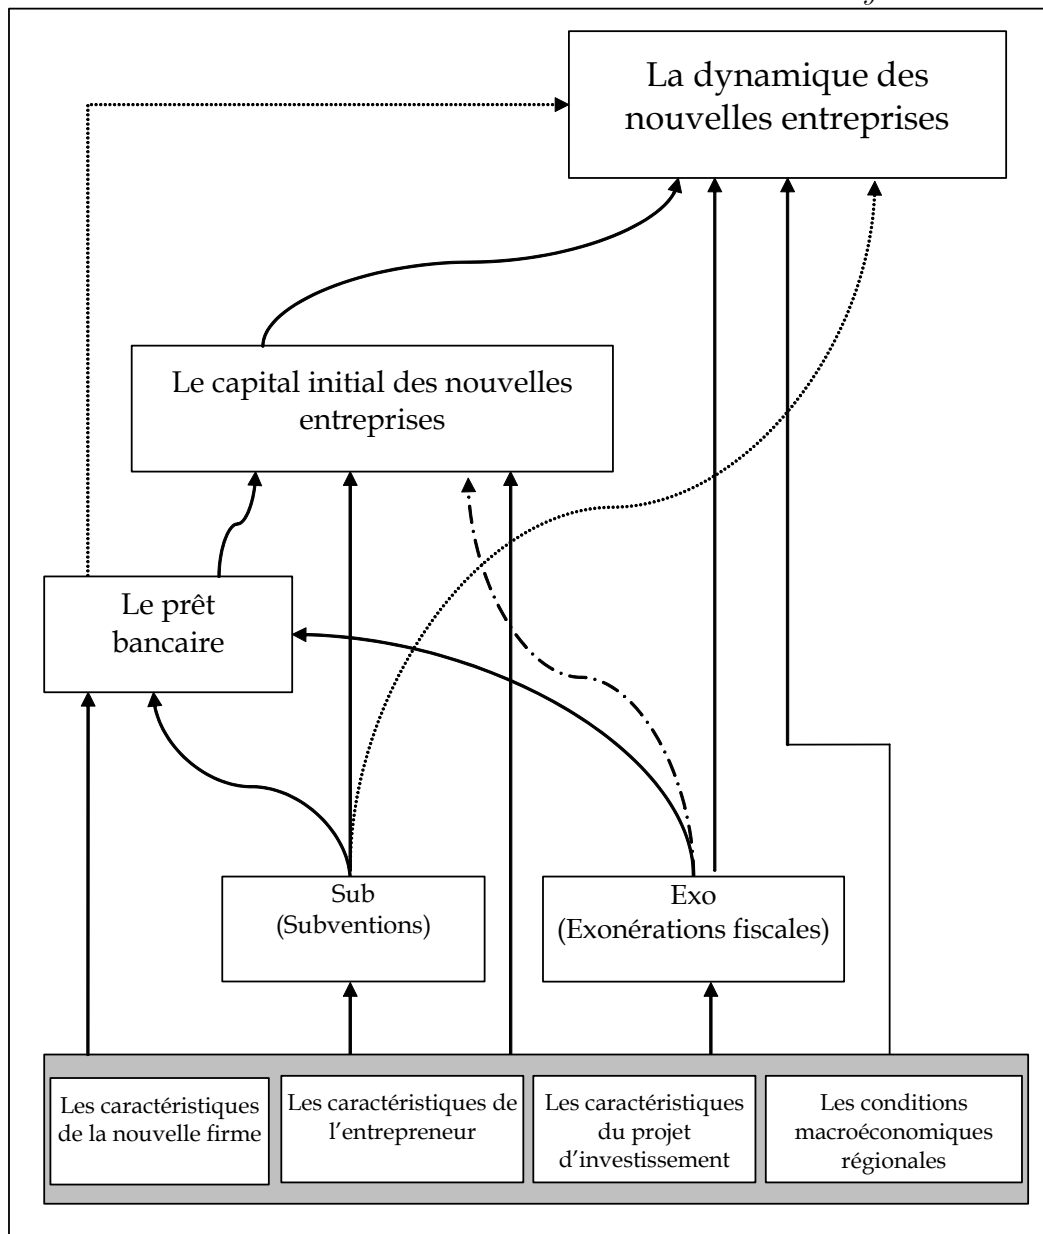 La dynamique des
nouvelles entreprises
Le capital initial des nouvelles
entreprises
Le prêt
bancaire
Sub
(Subventions)
Exo
(Exonérations fiscales)
Les caractéristiques
de la nouvelle firme
Les caractéristiques de
l’entrepreneur
Les caractéristiques
du projet
d’investissement
Les conditions
macroéconomiques
régionales